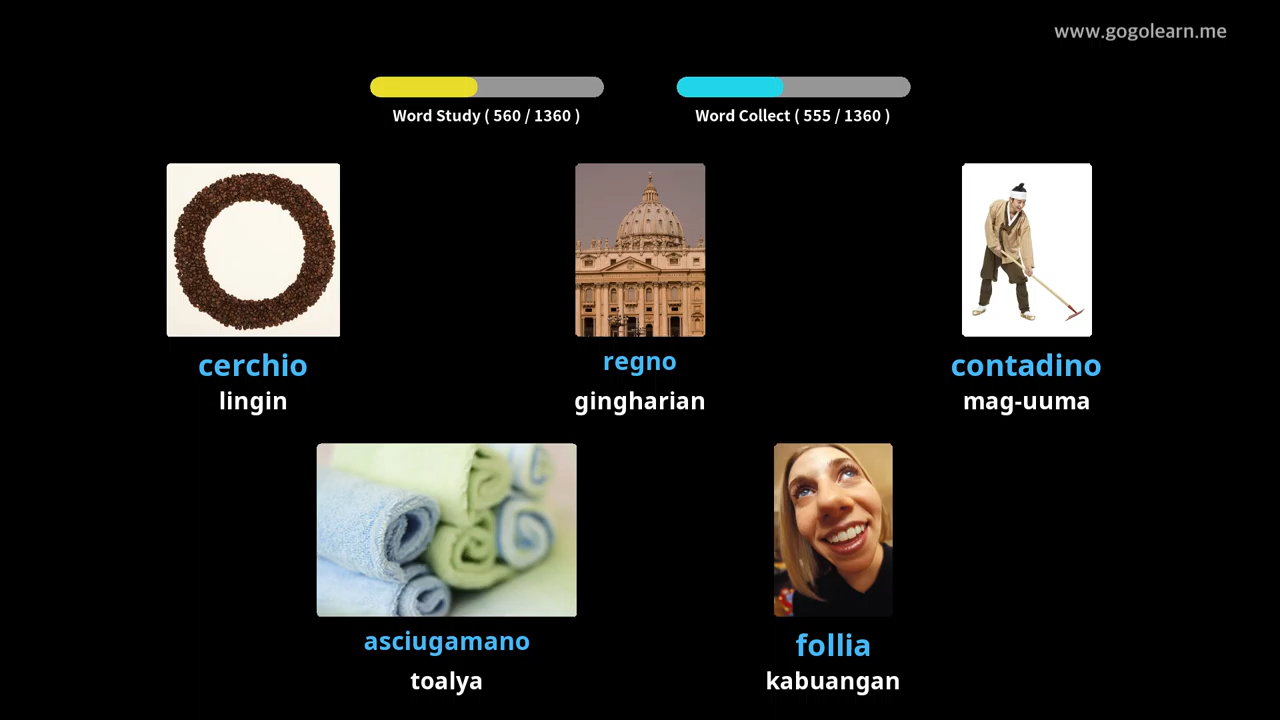 www.gogolearn.me
Word Study ( 560 / 1360 )
Word Collect ( 555 / 1360 )
cerchio
lingin
regno
gingharian
contadino
mag-uuma
asciugamano
toalya
follia
kabuangan